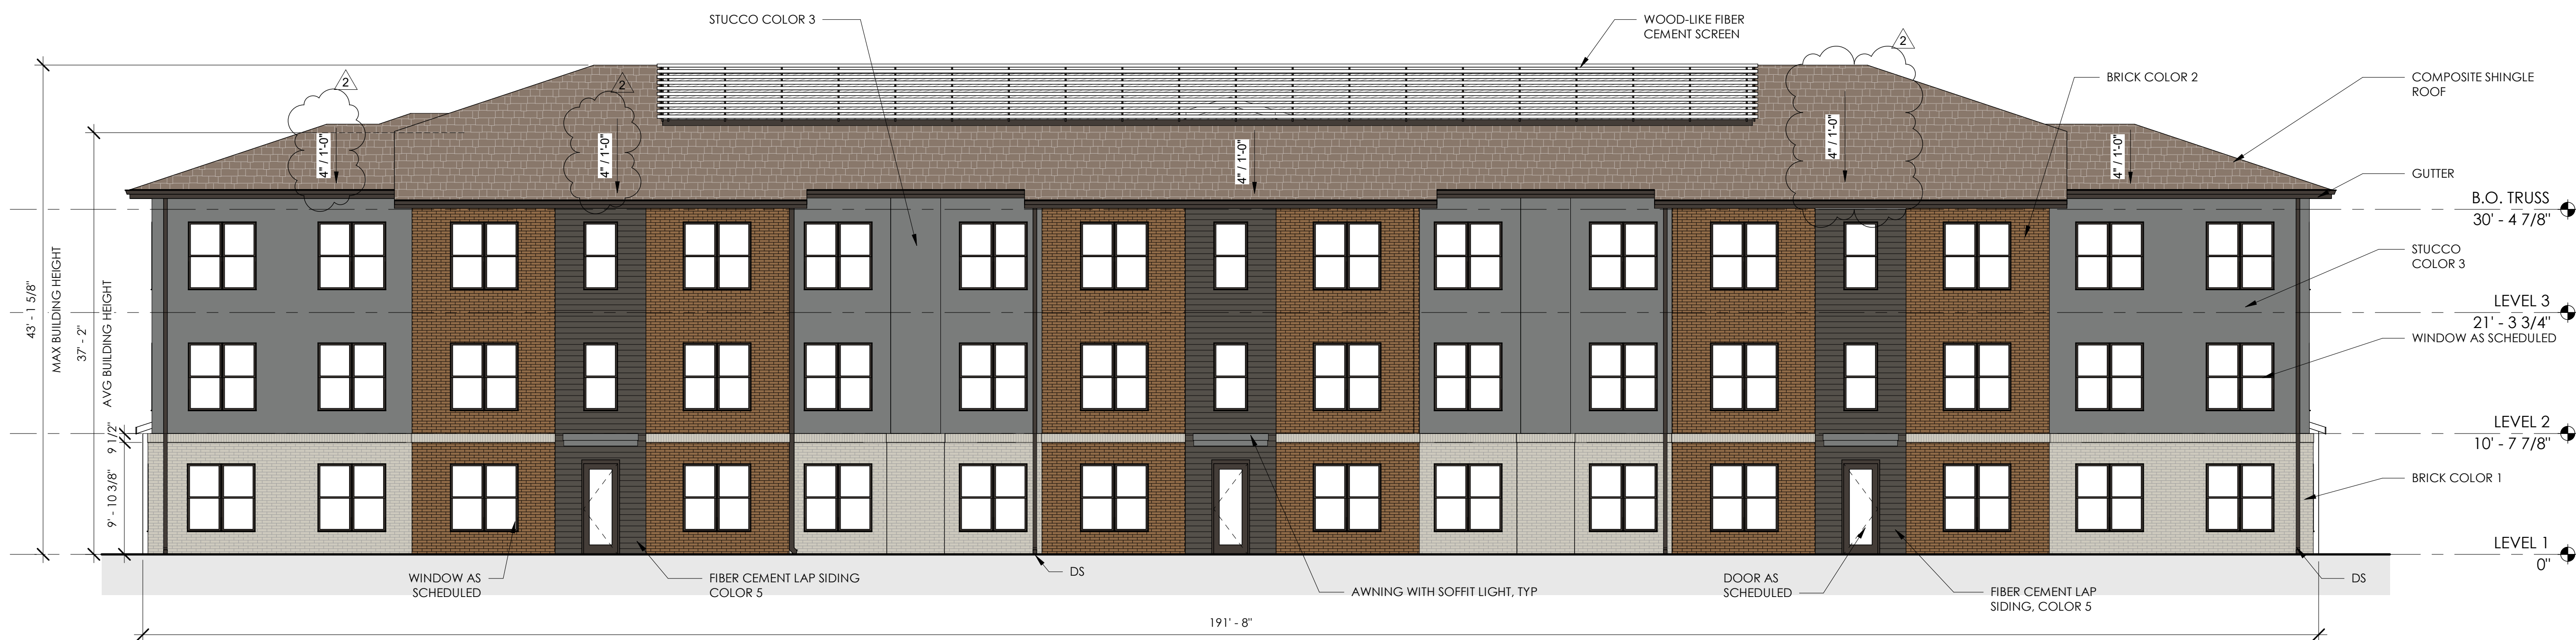 STUCCO COLOR 3
WOOD-LIKE FIBER
CEMENT SCREEN
2
2
2
BRICK COLOR 2
COMPOSITE SHINGLE
ROOF
4" / 1'-0"
4" / 1'-0"
4" / 1'-0"
4" / 1'-0"
4" / 1'-0"
GUTTER
B.O. TRUSS
30' - 4 7/8"
STUCCO
COLOR 3
LEVEL 3
21' - 3 3/4"
WINDOW AS SCHEDULED
43' - 1 5/8"
MAX BUILDING HEIGHT
37' - 2"
AVG BUILDING HEIGHT
9 1/2"
9' - 10 3/8"
LEVEL 2
10' - 7 7/8"
BRICK COLOR 1
LEVEL 1
0"
WINDOW AS
SCHEDULED
FIBER CEMENT LAP SIDING
COLOR 5
DS
AWNING WITH SOFFIT LIGHT, TYP
DOOR AS
SCHEDULED
FIBER CEMENT LAP
SIDING, COLOR 5
DS
191' - 8"